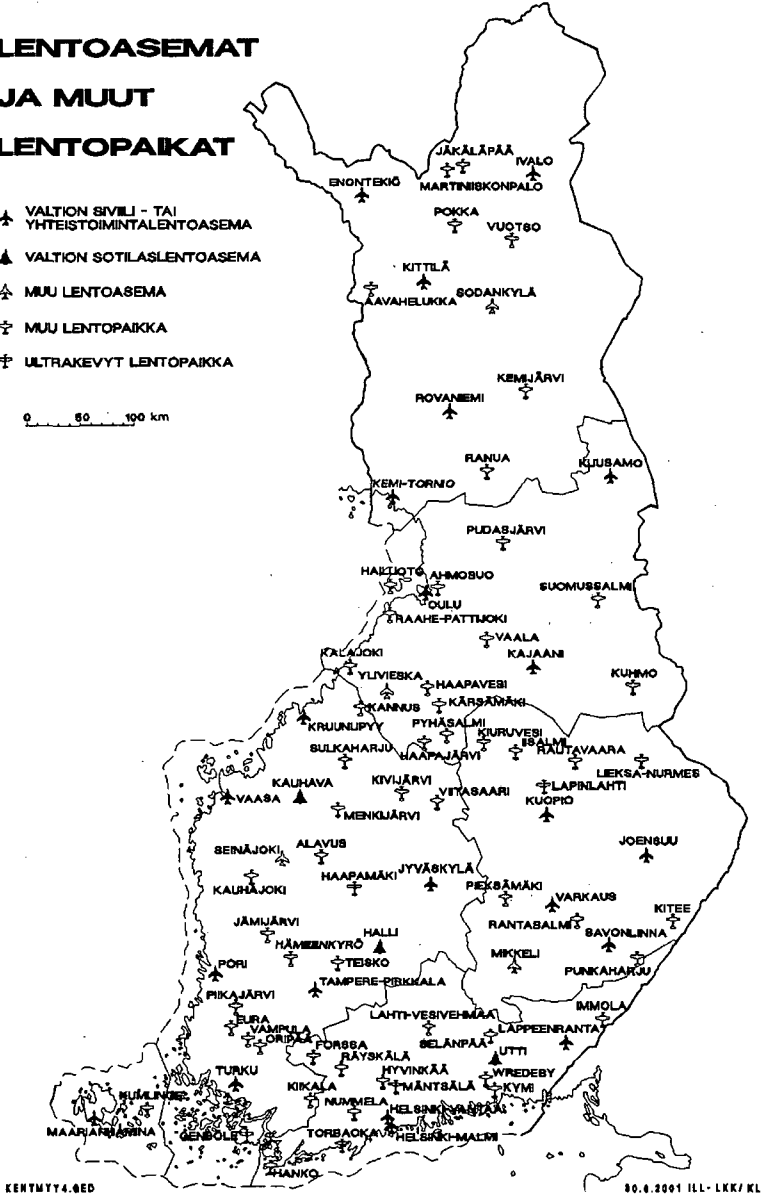 LENTOASEMAT
JA MUUT
LENTOPAIKAT
VALTION SIVIILI - TAI
YHTEISTOIMINTALENTOASEMA
VALTION SOTILASLENTOASEMA
MUU LENTOASEMA
MUU LENTOPAIKKA
ULTRAKEVYT LENTOPAIKKA
0 50 100 km
JÄKÄLÄPÄÄ
IVALO
ENONTEKIÖ
MARTINIISKONPALO
POKKA
VUOTSO
KITTILÄ
AAVAHELUKKA
SODANKYLÄ
KEMIJÄRVI
ROVANIEMI
RANUA
KUUSAMO
KEMI-TORNIO
PUDASJÄRVI
HAILUOTO
AHMOSUO
SUOMUSSALMI
OULU
RAAHE-PATTIJOKI
VAALA
KALAJOKI
KAJAANI
YLIVIESKA
HAAPAVESI
KUHMO
KANNUS
KÄRSÄMÄKI
KRUUNUPYY
PYHÄSALMI
KIURUVESI
SULKAHARJU
HAAPAJÄRVI
IISALMI
RAUTAVAARA
LIEKSA-NURMES
KAUHAVA
KIVIJÄRVI
LAPINLAHTI
VAASA
VIITASAARI
KUOPIO
MENKIJÄRVI
SEINÄJOKI
ALAVUS
JOENSUU
KAUHAJOKI
HAAPAMÄKI
JYVÄSKYLÄ
PIEKSÄMÄKI
VARKAUS
KITEE
JÄMIJÄRVI
RANTASALMI
HALLI
SAVONLINNA
HÄMEENKYRÖ
MIKKELI
PORI
TEISKO
PUNKAHARJU
TAMPERE-PIRKKALA
PIIKAJÄRVI
IMMOLA
LAHTI-VESIVEHMAA
EURA
VAMPULA
LAPPEENRANTA
ORIPÄÄ
SELÄNPÄÄ
FORSSA
UTTI
RÄYSKÄLÄ
TURKU
HYVINKÄÄ
WREDEBY
KIIKALA
MÄNTSÄLÄ
KYMI
NUMMELA
HELSINKI-VANTAA
MAARIANHAMINA
GENBÖLE
TORBACKA
HELSINKI-MALMI
HANKO
KENTMYY4.GED
30.6.2001 ILL-LKK/KL